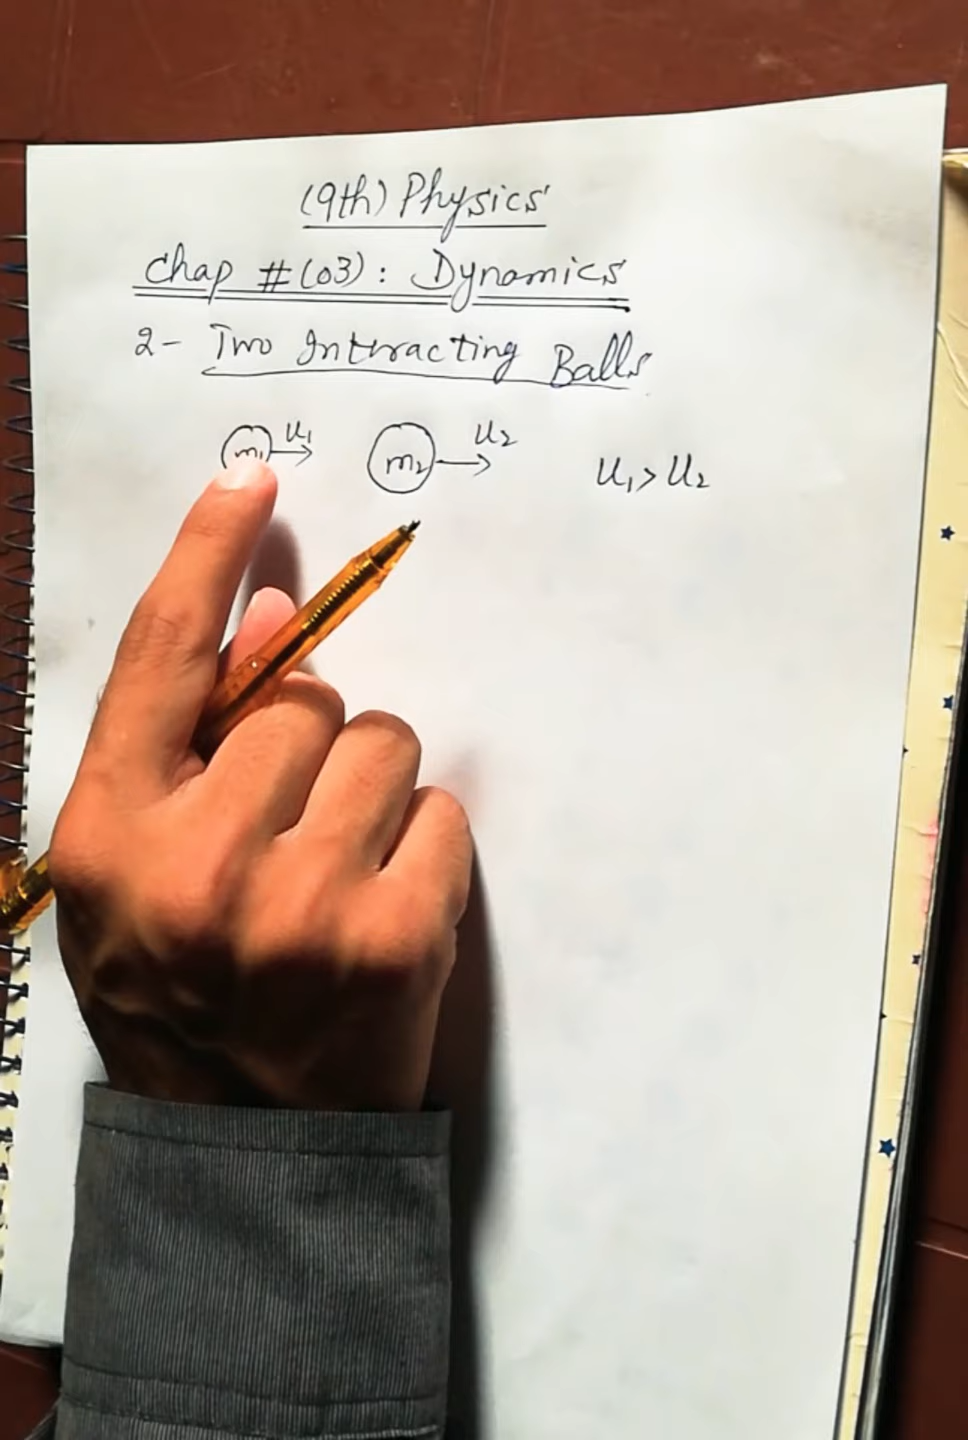 (9th) Physics
Chap # (03): Dynamics
2- Two Interacting Balls
m₁ u₁ m₂ u₂ u₁ > u₂